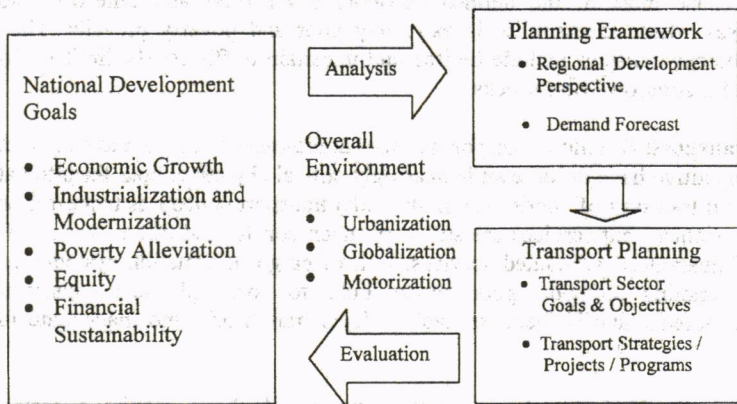 National Development
Goals
• Economic Growth
• Industrialization and
Modernization
• Poverty Alleviation
• Equity
• Financial
Sustainability
Analysis
Overall
Environment
• Urbanization
• Globalization
• Motorization
Evaluation
Planning Framework
• Regional Development
Perspective
• Demand Forecast
Transport Planning
• Transport Sector
Goals & Objectives
• Transport Strategies /
Projects / Programs